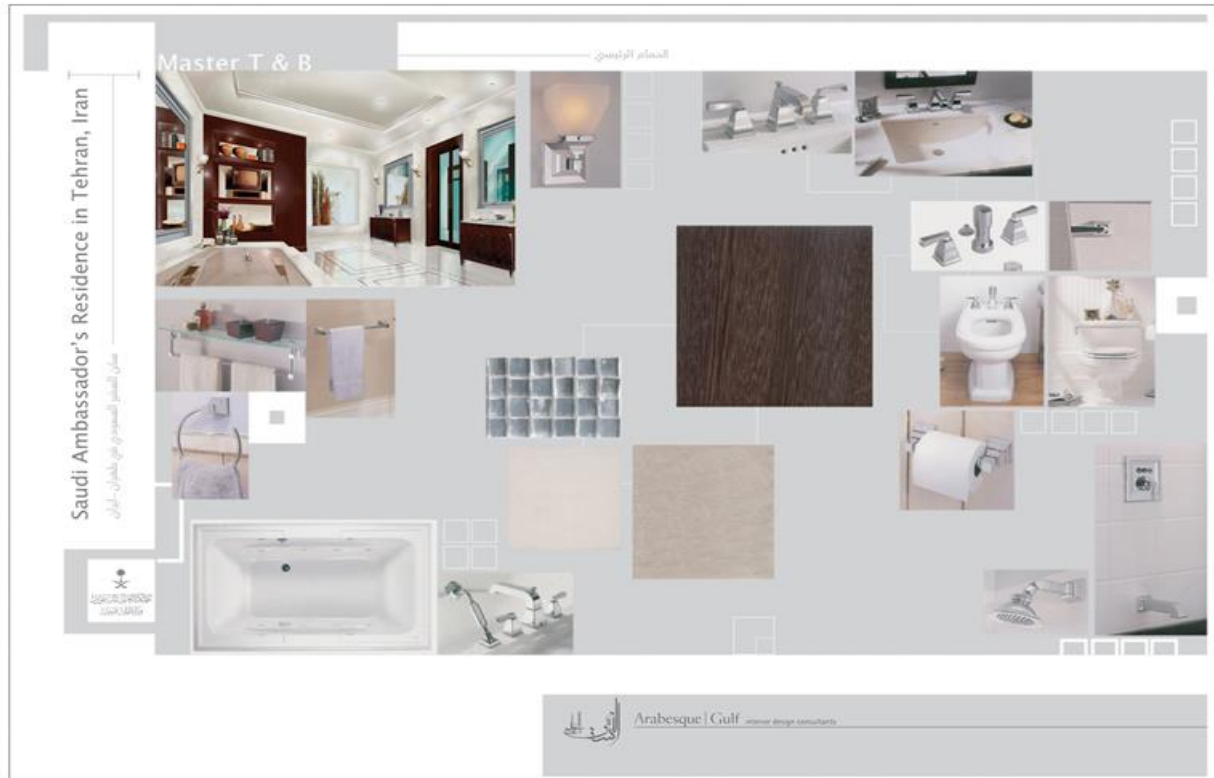 Master T & B
الحمام الرئيسي
Saudi Ambassador's Residence in Tehran, Iran
سكن السفير السعودي في طهران - ايران
Arabesque | Gulf interior design consultants